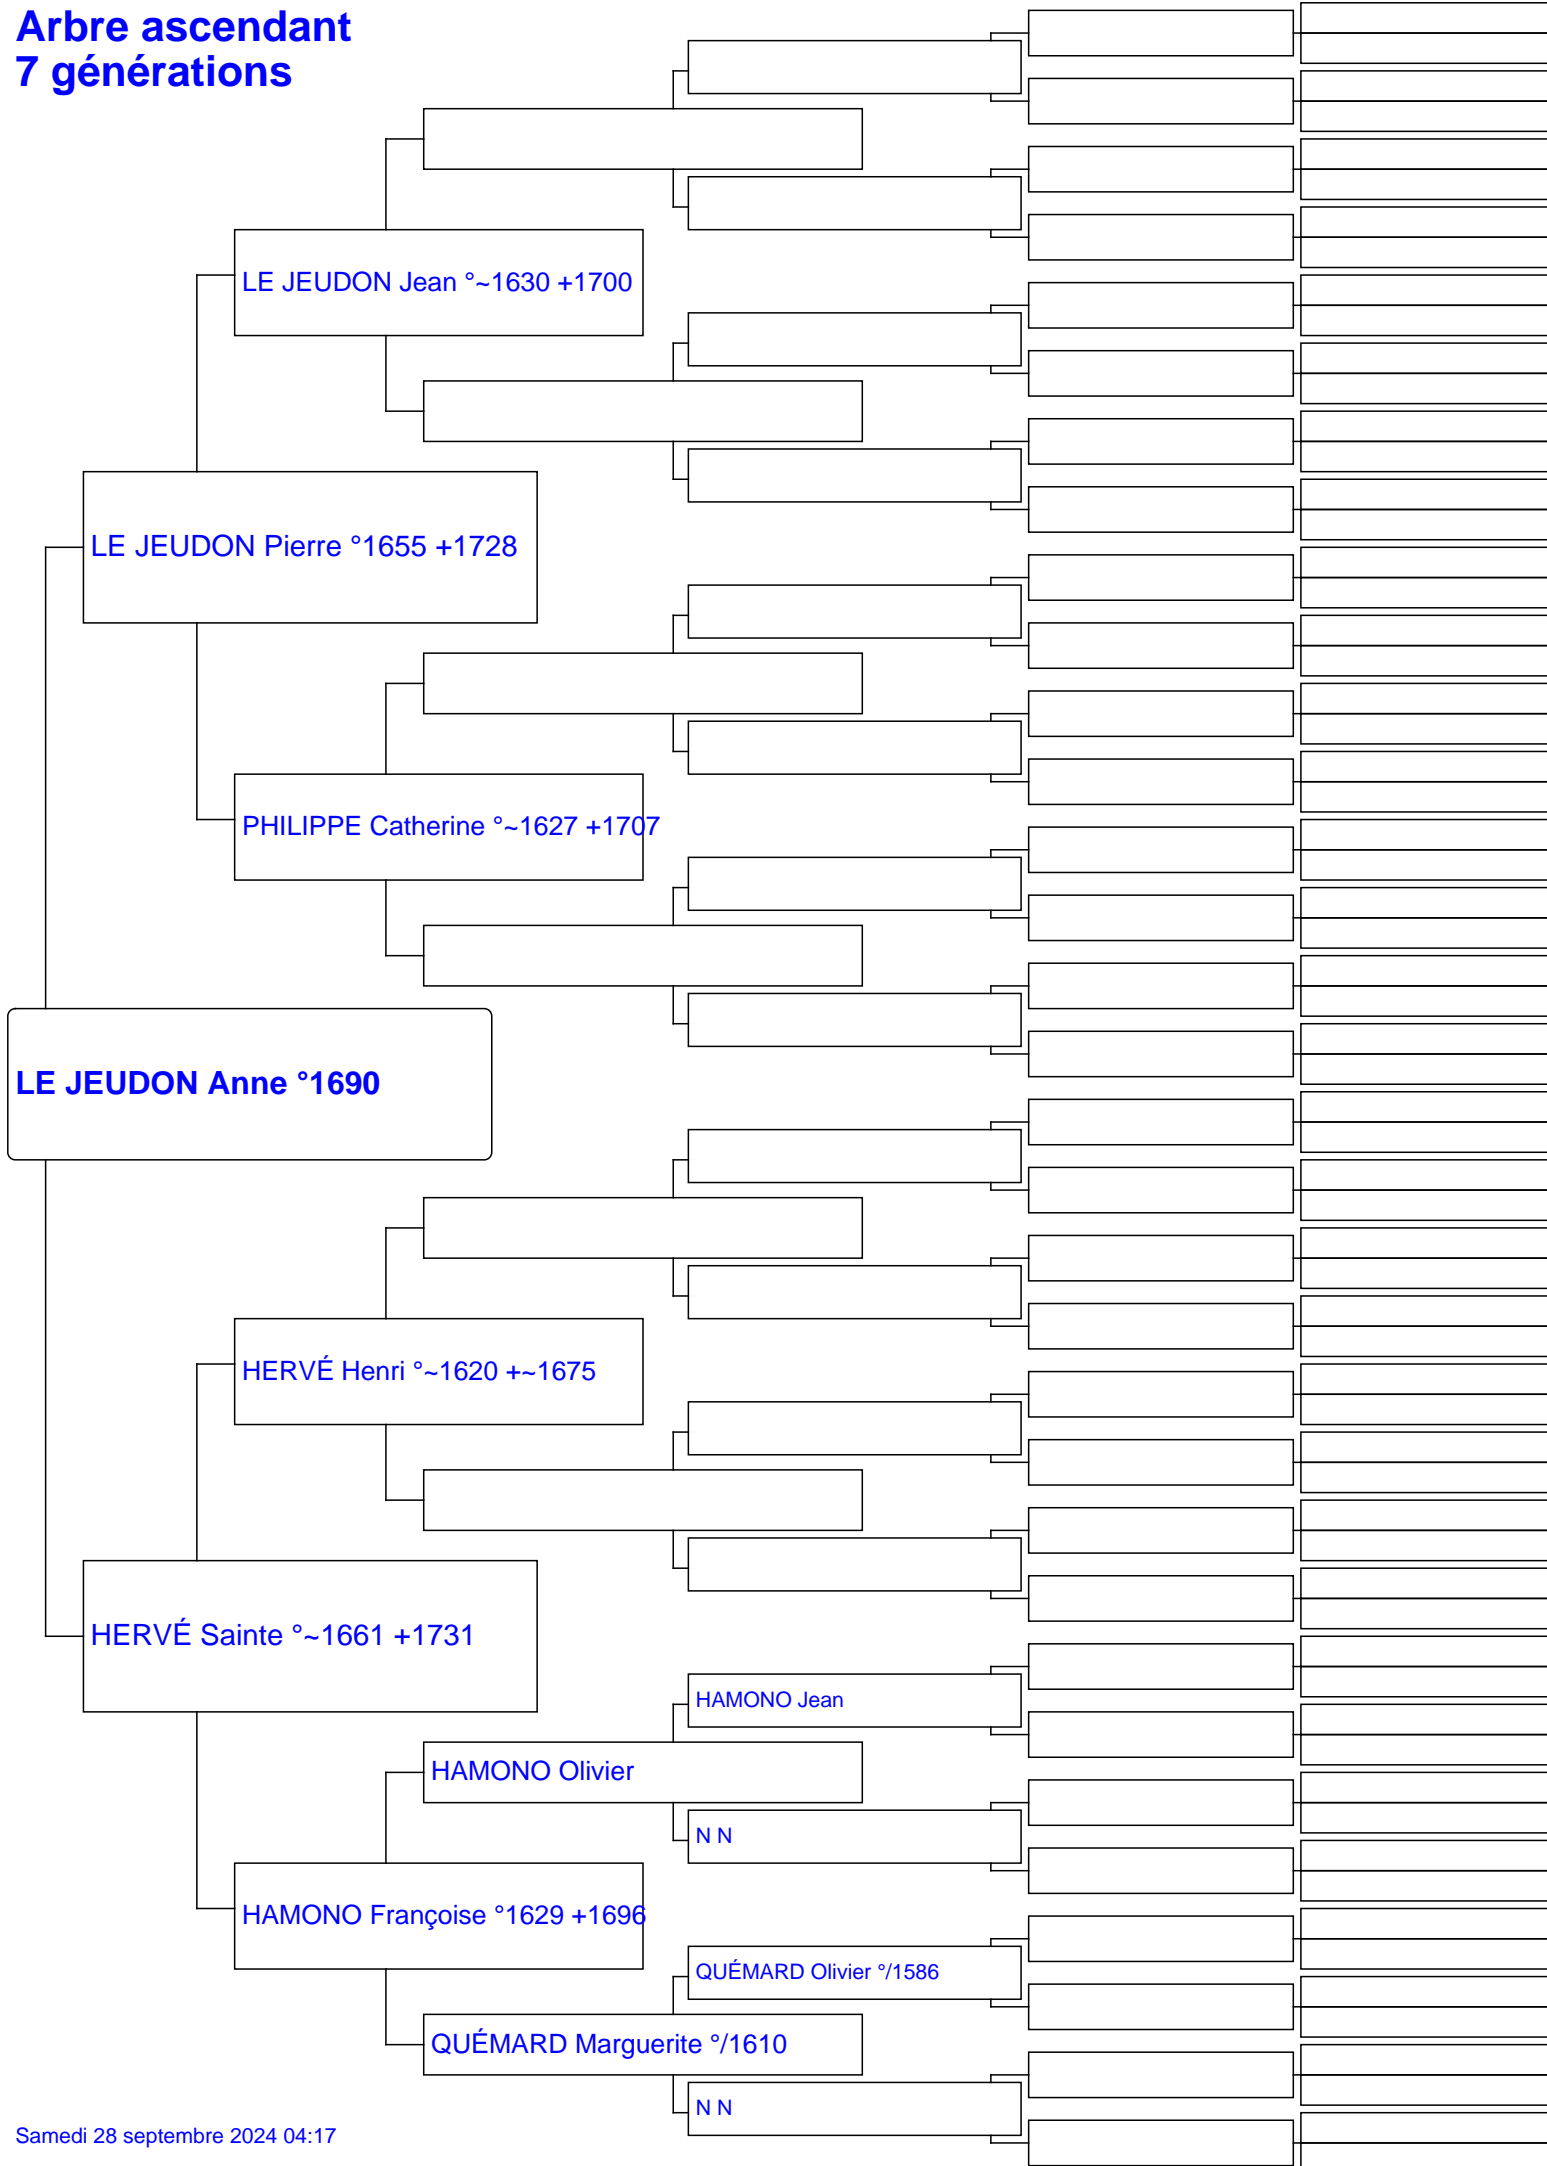 Arbre ascendant
7 générations
LE JEUDON Jean °~1630 +1700
LE JEUDON Pierre °1655 +1728
PHILIPPE Catherine °~1627 +1707
LE JEUDON Anne °1690
HERVÉ Henri °~1620 +~1675
HERVÉ Sainte °~1661 +1731
HAMONO Jean
HAMONO Olivier
N N
HAMONO Françoise °1629 +1696
QUÉMARD Olivier °/1586
QUÉMARD Marguerite °/1610
N N
Samedi 28 septembre 2024 04:17